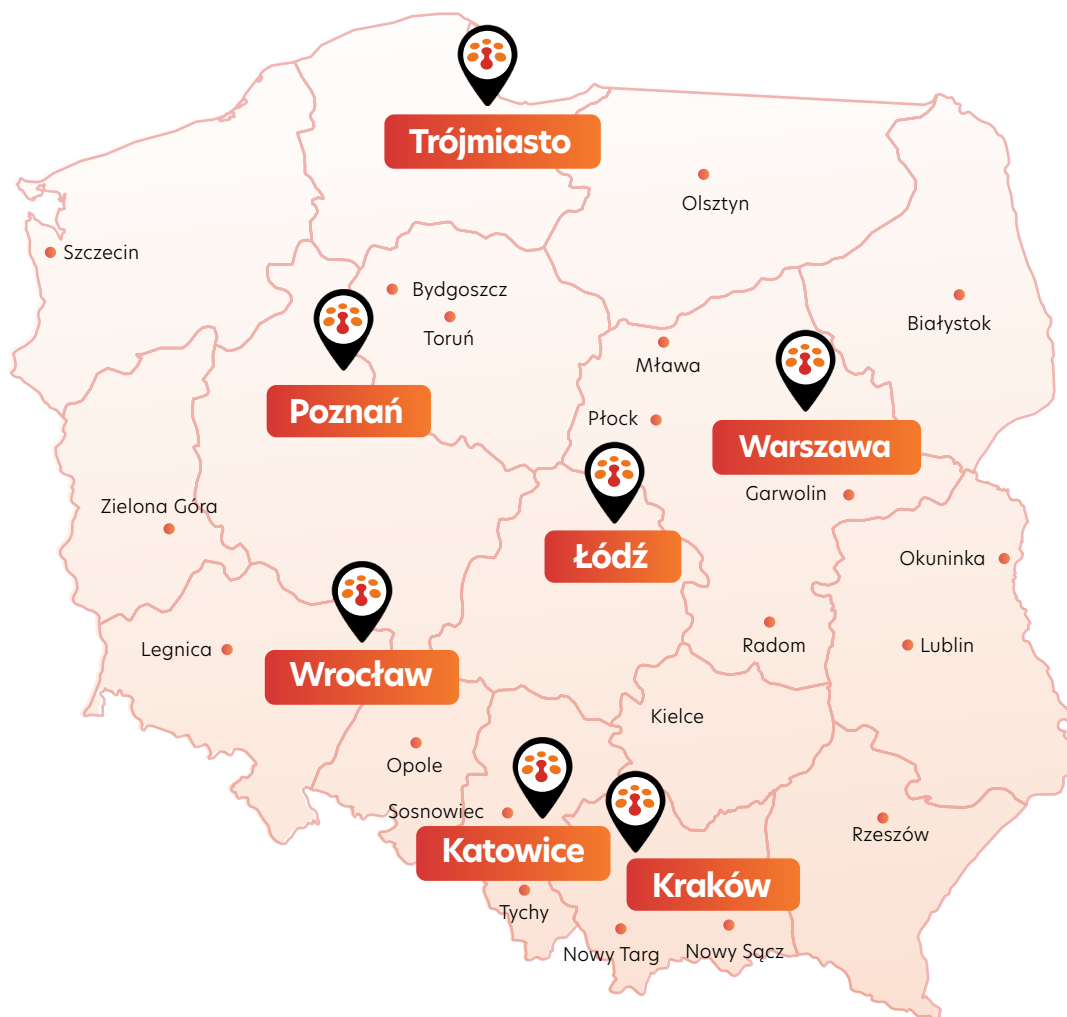 Trójmiasto
Olsztyn
Szczecin
Bydgoszcz
Toruń
Białystok
Mława
Poznań
Płock
Warszawa
Garwolin
Zielona Góra
Łódź
Okuninka
Legnica
Radom
Lublin
Wrocław
Kielce
Opole
Sosnowiec
Rzeszów
Katowice
Kraków
Tychy
Nowy Targ
Nowy Sącz